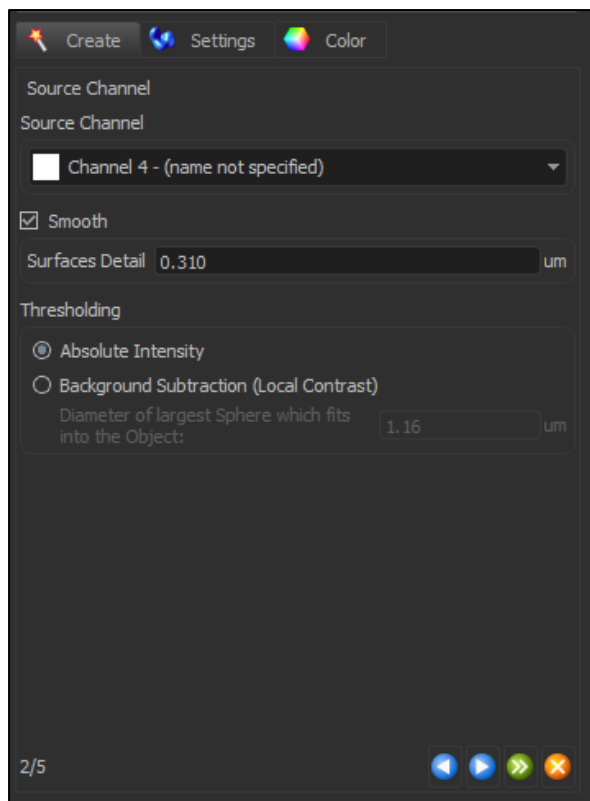 Create Settings Color
Source Channel
Source Channel
Channel 4 - (name not specified)
Smooth
Surfaces Detail 0.310 um
Thresholding
Absolute Intensity
Background Subtraction (Local Contrast)
Diameter of largest Sphere which fits
into the Object: 1.16 um
2/5